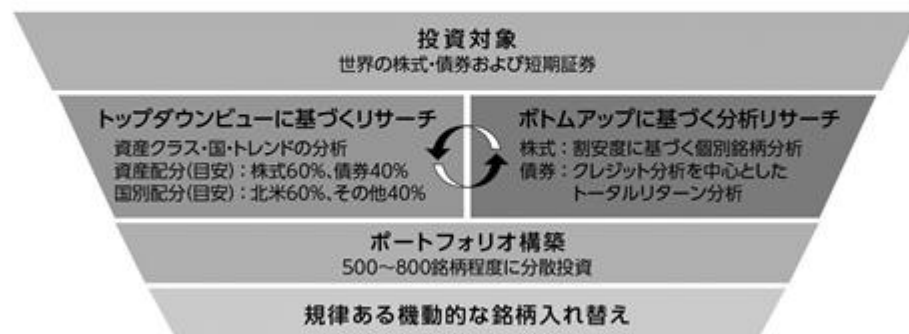 投資対象
世界の株式・債券および短期証券
トップダウンビューに基づくリサーチ
資産クラス・国・トレンドの分析
資産配分(目安)：株式60%、債券40%
国別配分(目安)：北米60%、その他40%
ボトムアップに基づく分析リサーチ
株式：割安度に基づく個別銘柄分析
債券：クレジット分析を中心とした
トータルリターン分析
ポートフォリオ構築
500～800銘柄程度に分散投資
規律ある機動的な銘柄入れ替え